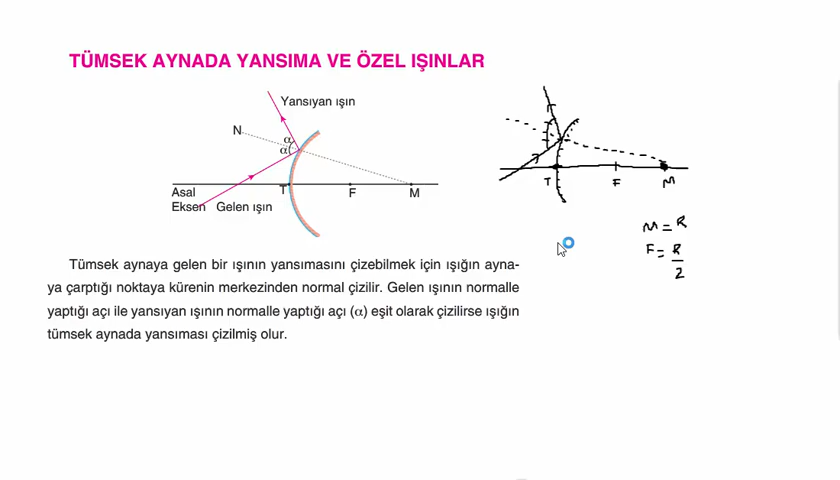 TÜMSEK AYNADA YANSIMA VE ÖZEL IŞINLAR
Yansıyan ışın
N
α
α
Asal
Eksen
Gelen ışın
T
F
M
T
F
M
M = R
F = R
2
Tümsek aynaya gelen bir ışının yansımasını çizebilmek için ışığın ayna-
ya çarptığı noktaya kürenin merkezinden normal çizilir. Gelen ışının normalle
yaptığı açı ile yansıyan ışının normalle yaptığı açı (α) eşit olarak çizilirse ışığın
tümsek aynada yansıması çizilmiş olur.